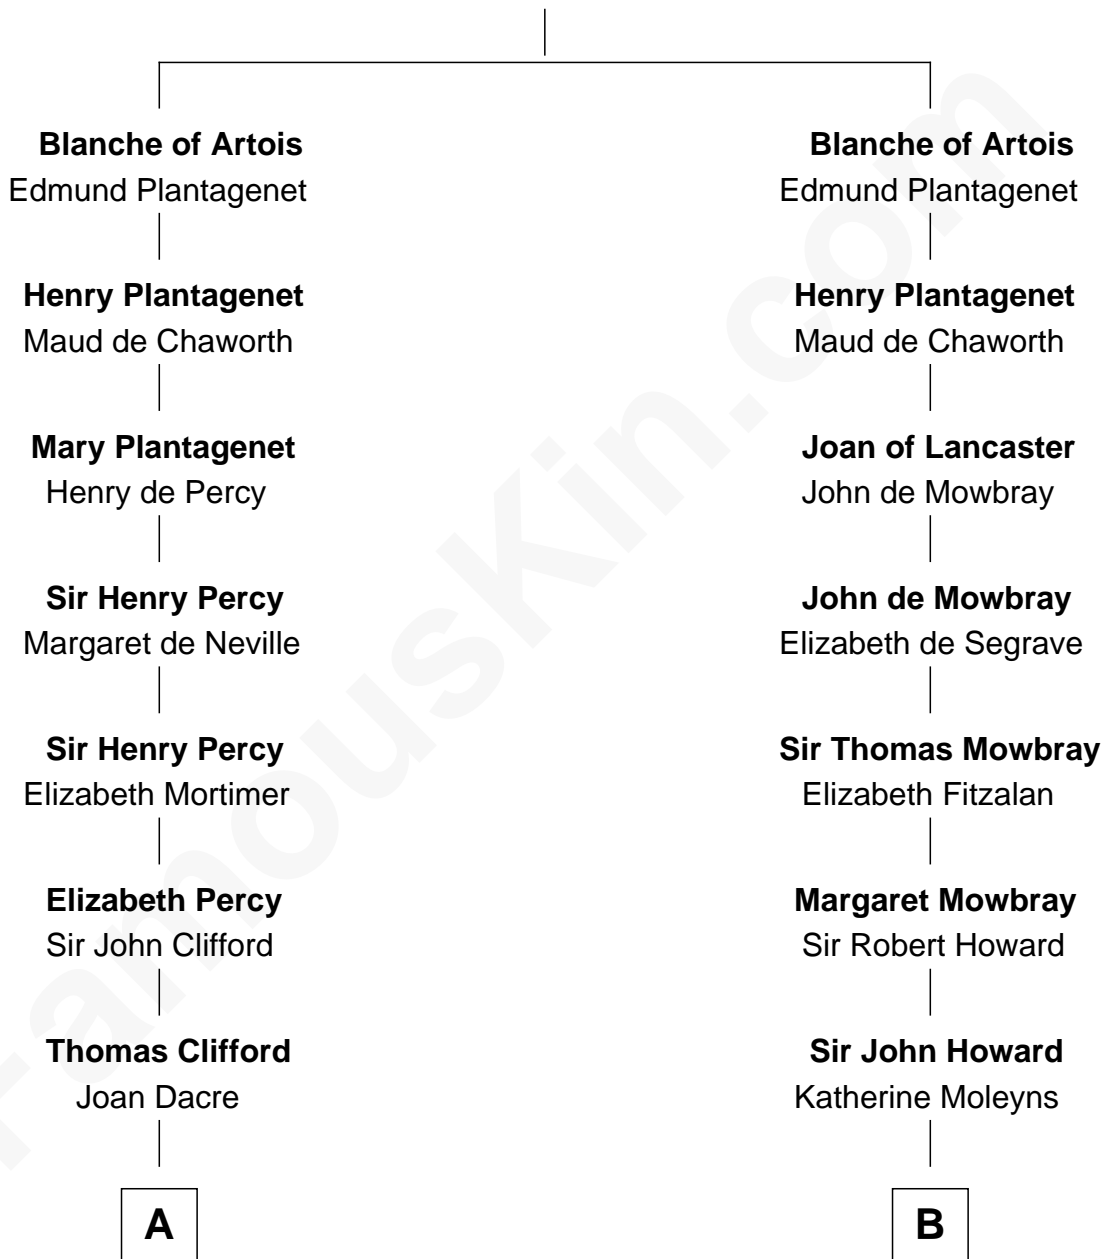 Blanche of Artois
Edmund Plantagenet
Henry Plantagenet
Maud de Chaworth
Mary Plantagenet
Henry de Percy
Sir Henry Percy
Margaret de Neville
Sir Henry Percy
Elizabeth Mortimer
Elizabeth Percy
Sir John Clifford
Thomas Clifford
Joan Dacre
A
Blanche of Artois
Edmund Plantagenet
Henry Plantagenet
Maud de Chaworth
Joan of Lancaster
John de Mowbray
John de Mowbray
Elizabeth de Segrave
Sir Thomas Mowbray
Elizabeth Fitzalan
Margaret Mowbray
Sir Robert Howard
Sir John Howard
Katherine Moleyns
B
FamousKin.com